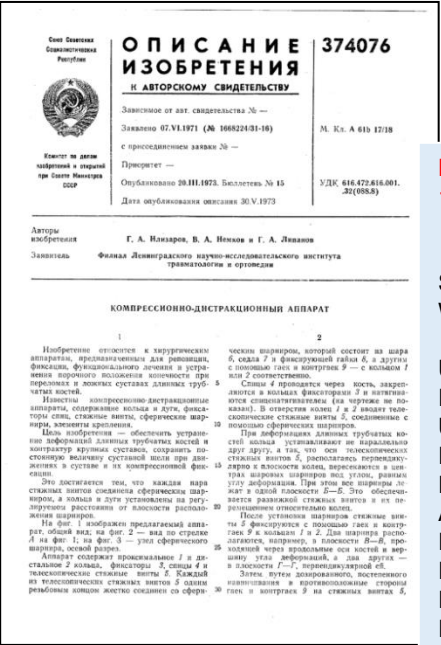 Союз Советских
Социалистических
Республик
Комитет по делам
изобретений и открытий
при Совете Министров
СССР
ОПИСАНИЕ
ИЗОБРЕТЕНИЯ
К АВТОРСКОМУ СВИДЕТЕЛЬСТВУ
374076
Зависимое от авт. свидетельства № —
Заявлено 07.VI.1971 (№ 1668224/31-16)
с присоединением заявки № —
Приоритет —
Опубликовано 20.III.1973. Бюллетень № 15
Дата опубликования описания 30.V.1973
М. Кл. А 61b 17/18
УДК 616.472.616.001.
.32(088.8)
Авторы
изобретения
Г. А. Илизаров, В. А. Немков и Г. А. Ливанов
Заявитель
Филиал Ленинградского научно-исследовательского института
травматологии и ортопедии
КОМПРЕССИОННО-ДИСТРАКЦИОННЫЙ АППАРАТ
1
Изобретение относится к хирургическим
аппаратам, предназначенным для репозиции,
фиксации, функционального лечения и устра-
нения порочного положения конечности при
переломах и ложных суставах длинных труб-
чатых костей.
Известны компрессионно-дистракционные
аппараты, содержащие кольца и дуги, фикса-
торы спиц, стяжные винты, сферические шар-
ниры, элементы крепления.
Цель изобретения — обеспечить устране-
ние деформаций длинных трубчатых костей и
контрактур крупных суставов, сохранить по-
стоянную величину суставной щели при дви-
жениях в суставе и их компрессионной фик-
сации.
Это достигается тем, что каждая пара
стяжных винтов соединена сферическим шар-
ниром, а кольца и дуги установлены на регу-
лируемом расстоянии от плоскости располо-
жения шарниров.
На фиг. 1 изображен предлагаемый аппа-
рат, общий вид; на фиг. 2 — вид по стрелке
А на фиг. 1; на фиг. 3 — узел сферического
шарнира, осевой разрез.
Аппарат содержит проксимальное 1 и ди-
стальное 2 кольца, фиксаторы 3, спицы 4 и
телескопические стяжные винты 5. Каждый
из телескопических стяжных винтов 5 одним
резьбовым концом жестко соединен со сфери-
2
ческим шарниром, который состоит из шара
6, седла 7 и фиксирующей гайки 8, а другим
с помощью гаек и контргаек 9 — с кольцом 1
или 2 соответственно.
Спицы 4 проводятся через кость, закреп-
ляются в кольцах фиксаторами 3 и натягива-
ются спиценатягивателем (на чертеже не по-
казан). В отверстия колец 1 и 2 вводят теле-
скопические стяжные винты 5, соединенные с
помощью сферических шарниров.
При деформациях длинных трубчатых ко-
стей кольца устанавливают не параллельно
друг другу, а так, что оси телескопических
стяжных винтов 5, располагаясь перпендику-
лярно к плоскости колец, пересекаются в цен-
трах шаровых шарниров под углом, равным
углу деформации. При этом все шарниры ле-
жат в одной плоскости Б—Б. Это обеспечи-
вается раздвижкой стяжных винтов и их пе-
ремещением относительно колец.
После установки шарниров стяжные вин-
ты 5 фиксируются с помощью гаек и контр-
гаек 9 к кольцам 1 и 2. Два шарнира распо-
лагаются, например, в плоскости В—В, про-
ходящей через продольные оси костей и вер-
шину угла деформации, а два других —
в плоскости Г—Г, перпендикулярной ей.
Затем путем дозированного, постепенного
навинчивания в противоположные стороны
гаек и контргаек 9 на стяжных винтах 5,